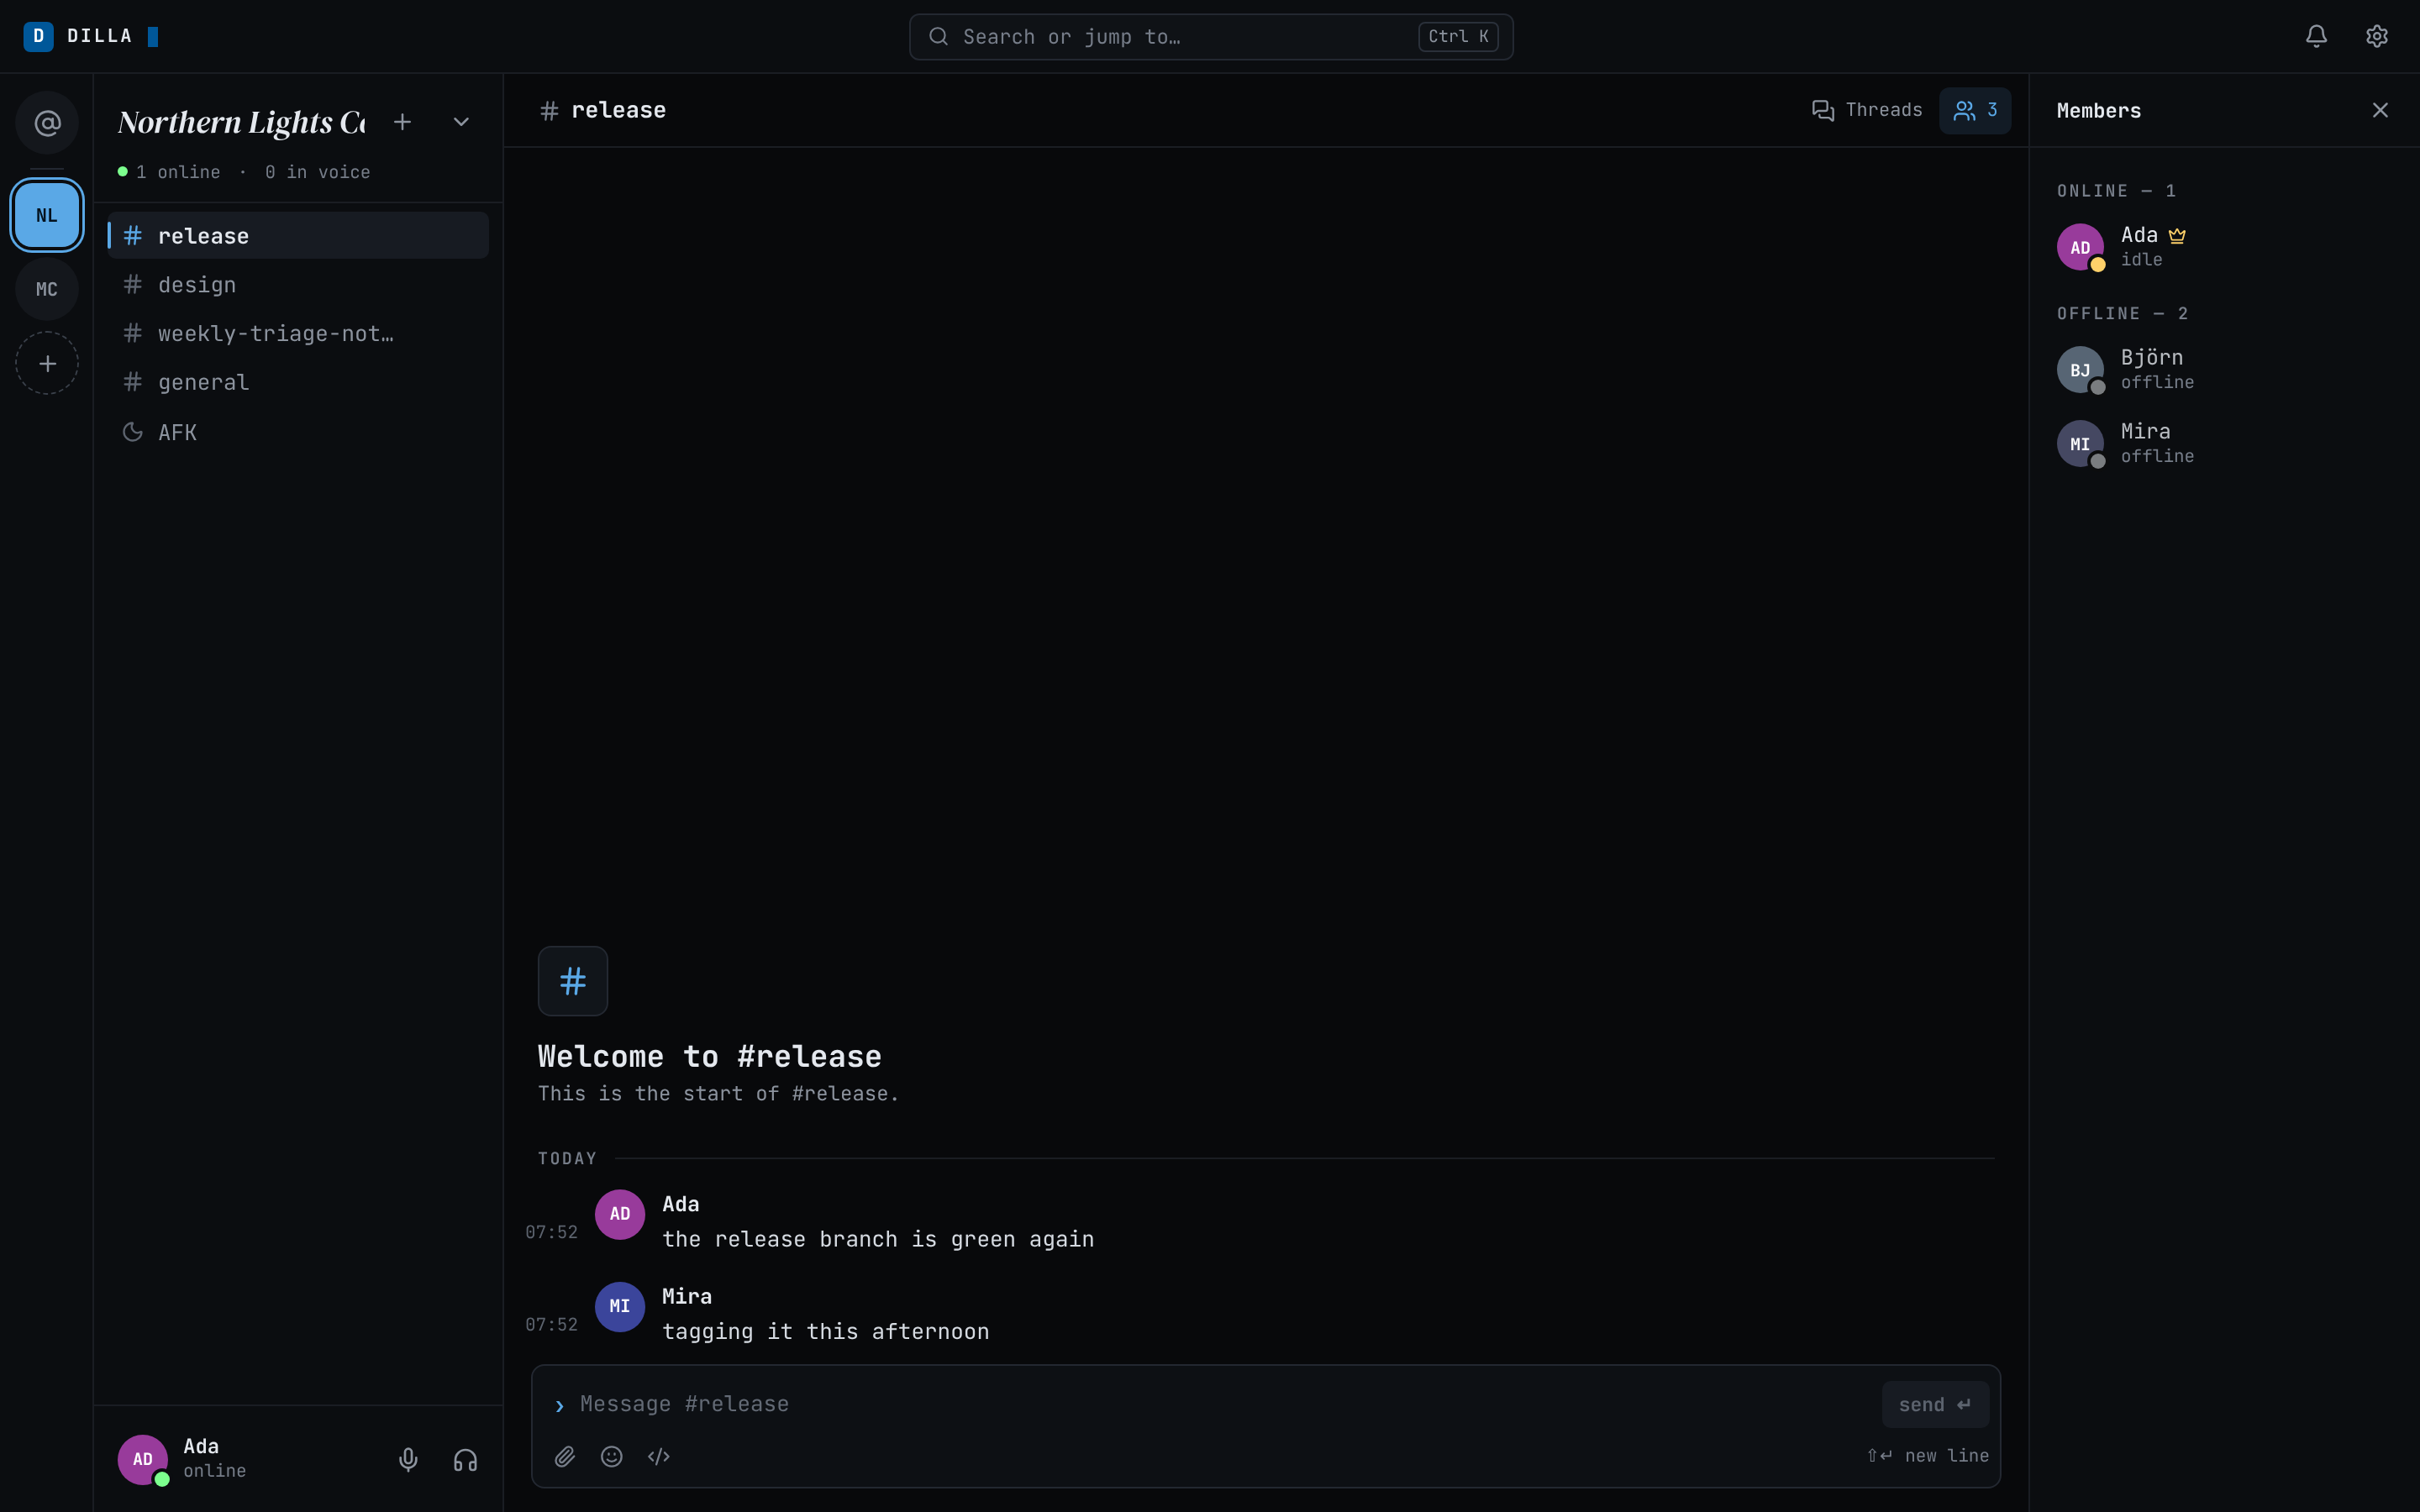 D DILLA
Search or jump to…
Ctrl K
NL
MC
Northern Lights
1 online · 0 in voice
release
design
weekly-triage-not…
general
AFK
Ada
AD
online
# release
Threads
3
#
Welcome to #release
This is the start of #release.
TODAY
AD
Ada
07:52
the release branch is green again
MI
Mira
07:52
tagging it this afternoon
› Message #release
send ↵
⇧↵ new line
Members
ONLINE — 1
AD
Ada
idle
OFFLINE — 2
BJ
Björn
offline
MI
Mira
offline